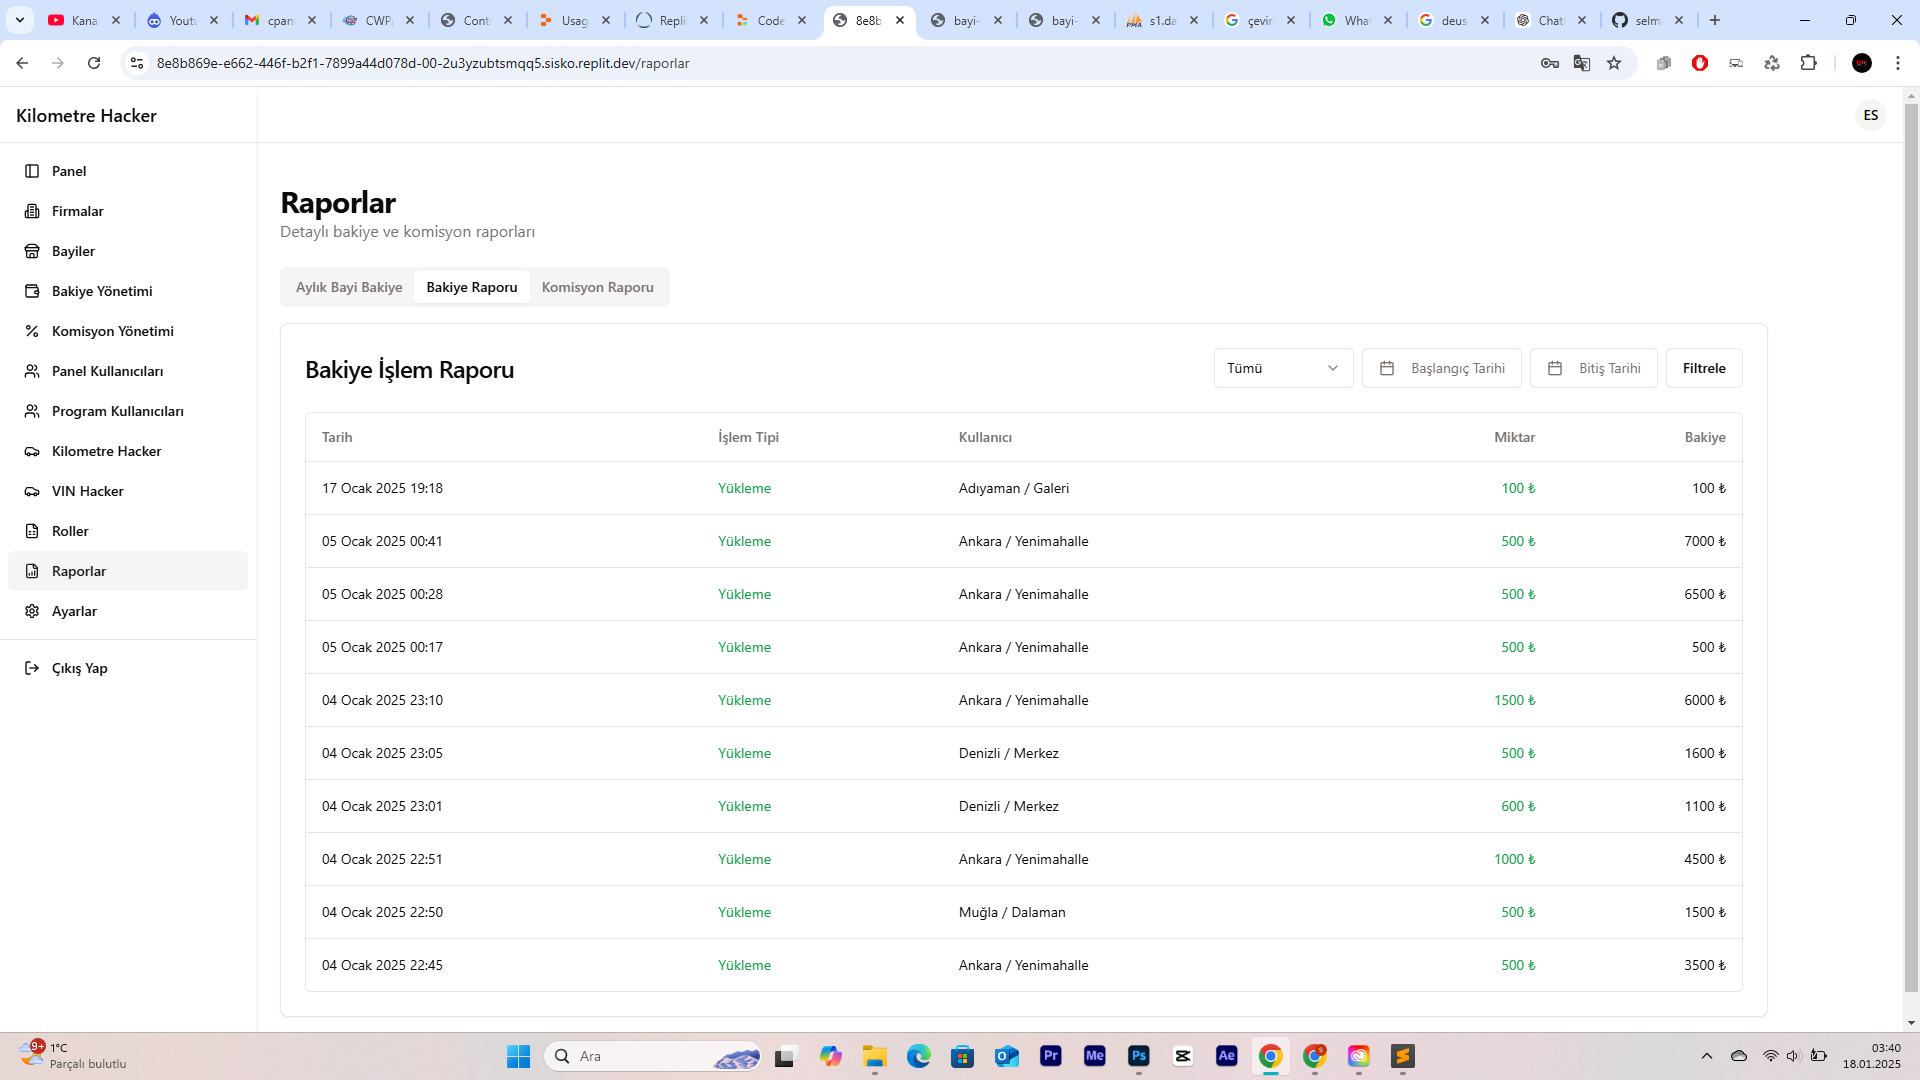 Kana
Youtu
cpan
CWP
Cont
Usag
Repli
Code
8e8b
bayi-
bayi-
s1.da
çevir
What
deus
Chat
selm
8e8b869e-e662-446f-b2f1-7899a44d078d-00-2u3yzubtsmqq5.sisko.replit.dev/raporlar
Kilometre Hacker
ES
Panel
Firmalar
Bayiler
Bakiye Yönetimi
Komisyon Yönetimi
Panel Kullanıcıları
Program Kullanıcıları
Kilometre Hacker
VIN Hacker
Roller
Raporlar
Ayarlar
Çıkış Yap
Raporlar
Detaylı bakiye ve komisyon raporları
Aylık Bayi Bakiye
Bakiye Raporu
Komisyon Raporu
Bakiye İşlem Raporu
Tümü
Başlangıç Tarihi
Bitiş Tarihi
Filtrele
Tarih İşlem Tipi Kullanıcı Miktar Bakiye
17 Ocak 2025 19:18 Yükleme Adıyaman / Galeri 100 ₺ 100 ₺
05 Ocak 2025 00:41 Yükleme Ankara / Yenimahalle 500 ₺ 7000 ₺
05 Ocak 2025 00:28 Yükleme Ankara / Yenimahalle 500 ₺ 6500 ₺
05 Ocak 2025 00:17 Yükleme Ankara / Yenimahalle 500 ₺ 500 ₺
04 Ocak 2025 23:10 Yükleme Ankara / Yenimahalle 1500 ₺ 6000 ₺
04 Ocak 2025 23:05 Yükleme Denizli / Merkez 500 ₺ 1600 ₺
04 Ocak 2025 23:01 Yükleme Denizli / Merkez 600 ₺ 1100 ₺
04 Ocak 2025 22:51 Yükleme Ankara / Yenimahalle 1000 ₺ 4500 ₺
04 Ocak 2025 22:50 Yükleme Muğla / Dalaman 500 ₺ 1500 ₺
04 Ocak 2025 22:45 Yükleme Ankara / Yenimahalle 500 ₺ 3500 ₺
9+
1°C
Parçalı bulutlu
Ara
Pr
Me
Ps
Ae
03:40
18.01.2025